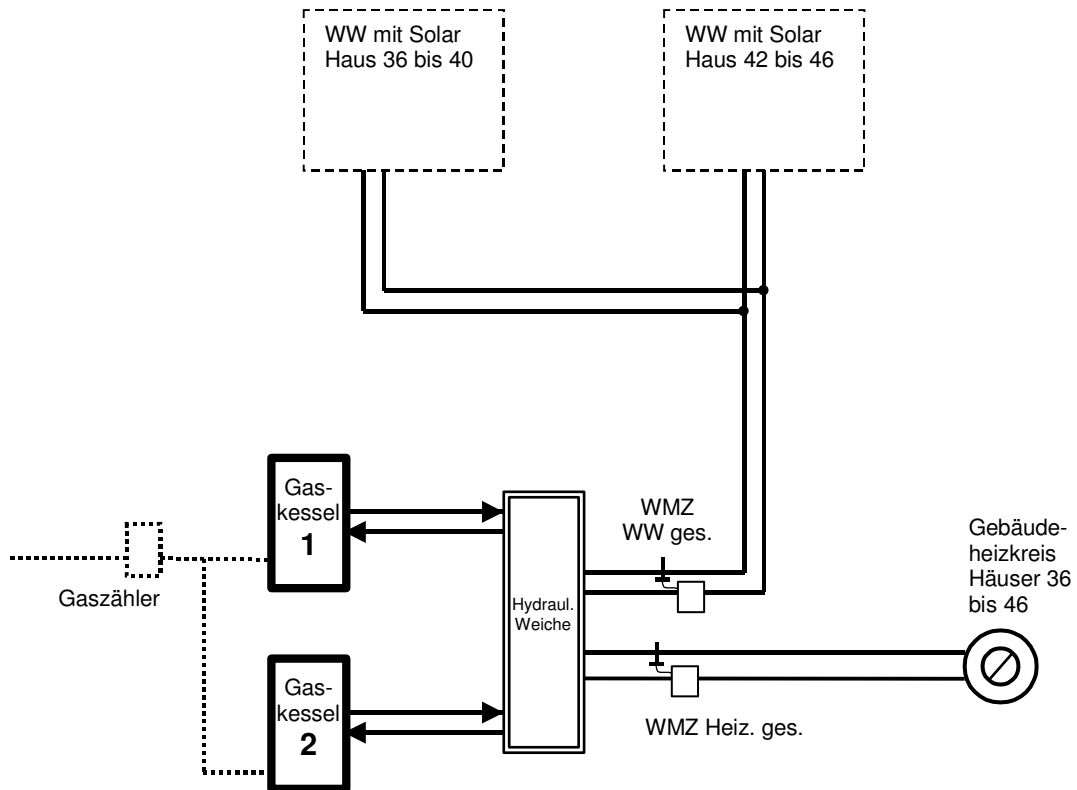 WW mit Solar
Haus 36 bis 40
WW mit Solar
Haus 42 bis 46
Gas-
kessel
1
WMZ
WW ges.
Gebäude-
heizkreis
Häuser 36
bis 46
Gaszähler
Hydraul.
Weiche
Gas-
kessel
2
WMZ Heiz. ges.